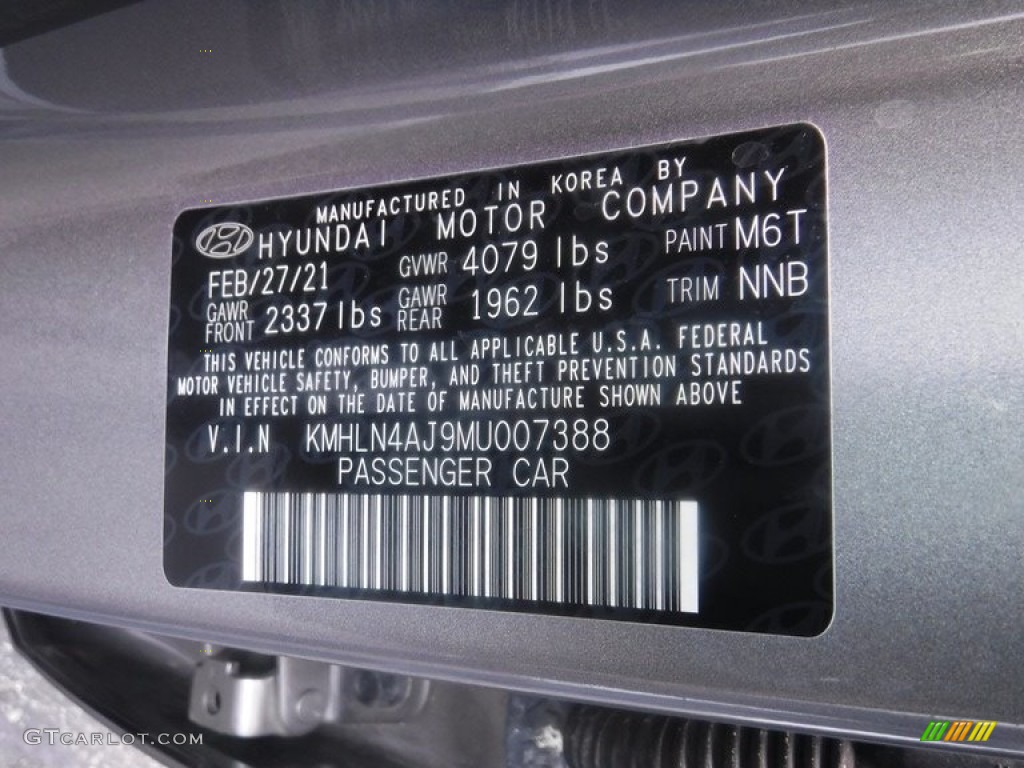 MANUFACTURED IN KOREA BY
HYUNDAI MOTOR COMPANY
FEB/27/21 GVWR 4079 lbs PAINT M6T
GAWR FRONT 2337 lbs GAWR REAR 1962 lbs TRIM NNB
THIS VEHICLE CONFORMS TO ALL APPLICABLE U.S.A. FEDERAL
MOTOR VEHICLE SAFETY, BUMPER, AND THEFT PREVENTION STANDARDS
IN EFFECT ON THE DATE OF MANUFACTURE SHOWN ABOVE
V.I.N KMHLN4AJ9MU007388
PASSENGER CAR
GTCARLOT.COM